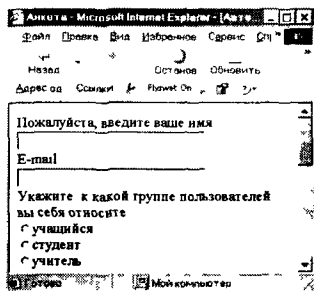 Анкета - Microsoft Internet Explorer - [Авто
Файл Правка Вид Избранное Сервис
Назад Останов Обновить
Адрес Ссылки
Пожалуйста, введите ваше имя
E-mail
Укажите к какой группе пользователей
вы себя относите
учащийся
студент
учитель
Готово Мой компьютер